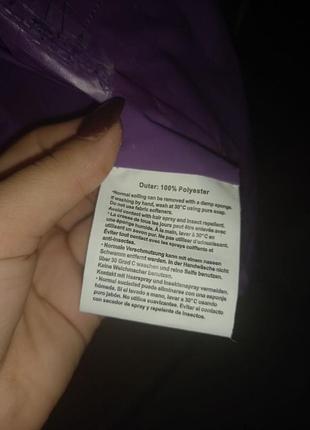 Outer: 100% Polyester
•Normal soiling can be removed with a damp sponge.
If washing by hand, wash at 30°C using pure soap.
Do not use fabric softeners.
Avoid contact with hair spray and insect repellent.
• La crasse de tous les jours peut être enlevée avec
une éponge humide. À la main, laver à 30°C en
utilisant un savon pur. Ne pas utiliser d'adoucissant.
Éviter tout contact avec les sprays coiffants et
anti-insectes.
• Normale Verschmutzung kann mit einem nassen
Schwamm entfernt werden. In der Handwäsche nicht
über 30 Grad C waschen und reine Seife benutzen.
Keine Weichmacher benutzen.
Kontakt mit Haarspray und Insektenspray vermeiden.
• Normal suciedad puede eliminarse con una esponja
húmeda. Si el lavado a mano, lavar a 30°C usando
puro jabón. No utilice suavizantes. Evitar el contacto
con secador de spray y repelente de insectos.